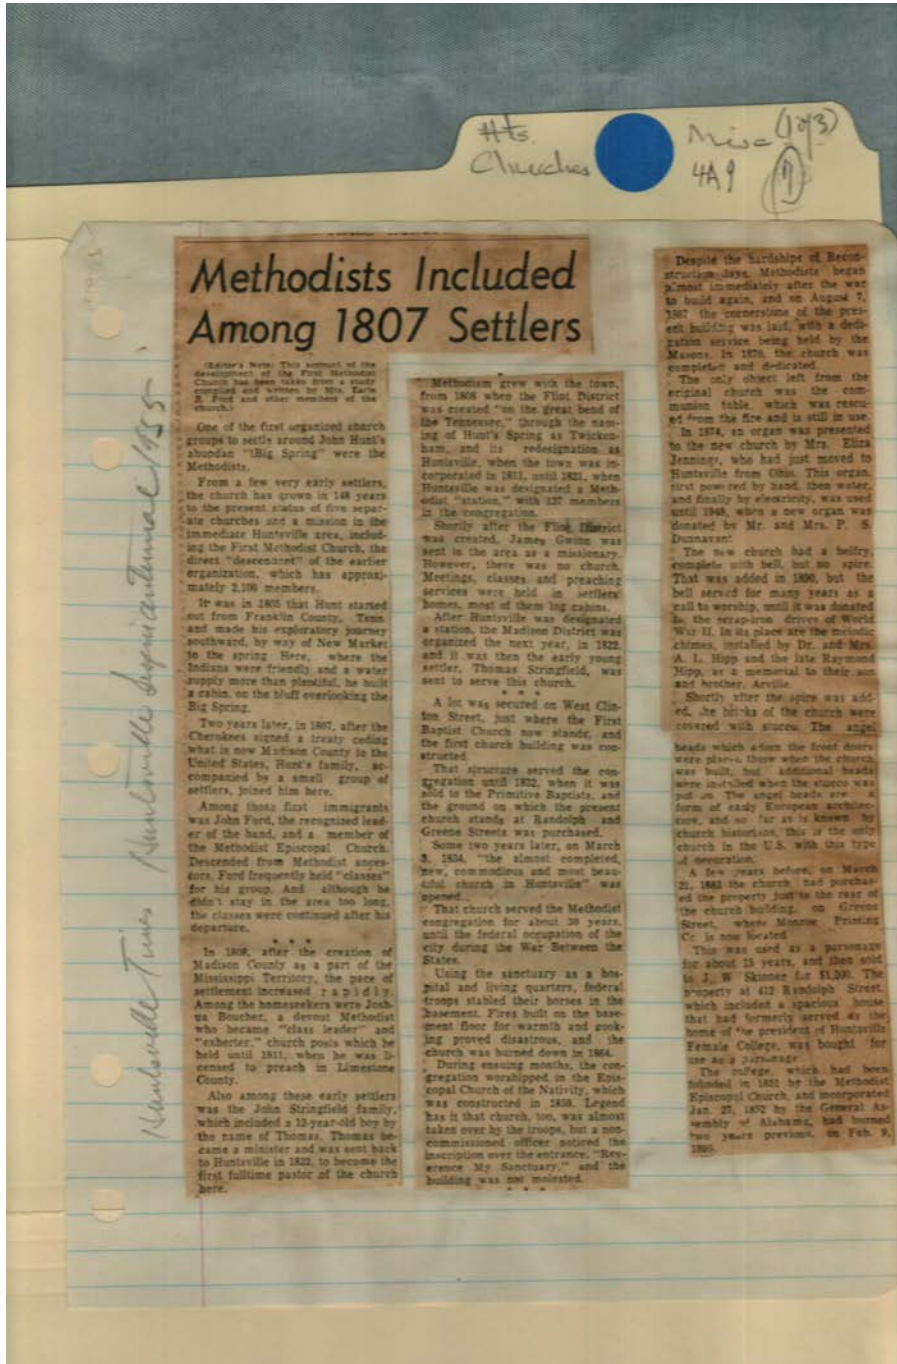 Hts.
Churches
Misc (1 of 3)
4A9
(7)
Huntsville Times Huntsville 1955
Methodists Included
Among 1807 Settlers
(Editor's Note: This account of the
development of the First Methodist
Church has been taken from a study
compiled and written by Mrs. Earle
R. Ford and other members of the
church.)
One of the first organized church
groups to settle around John Hunt's
abundan "tBig Spring" were the
Methodists.
From a few very early settlers,
the church has grown in 148 years
to the present status of five separ-
ate churches and a mission in the
immediate Huntsville area, includ-
ing the First Methodist Church, the
direct "descendent" of the earlier
organization, which has approxi-
mately 2,106 members.
It was in 1805 that Hunt started
out from Franklin County, Tenn.
and made his exploratory journey
southward, by way of New Market
to the spring Here, where the
Indians were friendly and a water
supply more than plentiful, he built
a cabin, on the bluff overlooking the
Big Spring.
Two years later, in 1807, after the
Cherokees signed a treaty ceding
what is now Madison County to the
United States, Hunt's family, ac-
companied by a small group of
settlers, joined him here.
Among those first immigrants
was John Ford, the recognized lead-
er of the band, and a member of
the Methodist Episcopal Church.
Descended from Methodist ances-
tors, Ford frequently held "classes"
for his group. And although he
didn't stay in the area too long,
the classes were continued after his
departure.
* * *
In 1808, after the creation of
Madison County as a part of the
Mississippi Territory, the pace of
settlement increased rapidly.
Among the homeseekers were Josh-
ua Boucher, a devout Methodist
who became "class leader" and
"exhorter," church posts which he
held until 1811, when he was li-
censed to preach in Limestone
County.
Also among these early settlers
was the John Stringfield family,
which included a 12-year-old boy by
the name of Thomas. Thomas be-
came a minister and was sent back
to Huntsville in 1822, to become the
first fulltime pastor of the church
here.
Methodism grew with the town,
from 1808 when the Flint District
was created "on the great bend of
the Tennessee," through the nam-
ing of Hunt's Spring as Twicken-
ham, and its redesignation as
Huntsville, when the town was in-
corporated in 1811, until 1821, when
Huntsville was designated a Meth-
odist "station," with 127 members
in the congregation.
Shortly after the Flint District
was created, James Gwinn was
sent to the area as a missionary.
However, there was no church.
Meetings, classes and preaching
services were held in settlers'
homes, most of them log cabins.
After Huntsville was designated
a station, the Madison District was
organized the next year, in 1822,
and it was then the early young
settler, Thomas Stringfield, was
sent to serve this church.
* * *
A lot was secured on West Clin-
ton Street, just where the First
Baptist Church now stands, and
the first church building was con-
structed.
That structure served the con-
gregation until 1832, when it was
sold to the Primitive Baptists, and
the ground on which the present
church stands at Randolph and
Greene Streets was purchased.
Some two years later, on March
3, 1834, "the almost completed,
new, commodious and most beau-
tiful church in Huntsville" was
opened.
That church served the Methodist
congregation for about 30 years,
until the federal occupation of the
city during the War Between the
States.
Using the sanctuary as a hos-
pital and living quarters, federal
troops stabled their horses in the
basement. Fires built on the base-
ment floor for warmth and cook-
ing proved disastrous, and the
church was burned down in 1864.
During ensuing months, the con-
gregation worshipped in the Epis-
copal Church of the Nativity, which
was constructed in 1859. Legend
has it that church, too, was almost
taken over by the troops, but a non-
commissioned officer noticed the
inscription over the entrance, "Rev-
erence My Sanctuary," and the
building was not molested.
* * * *
Despite the hardships of Recon-
struction days, Methodists began
almost immediately after the war
to build again, and on August 7,
1867 the cornerstone of the pres-
ent building was laid, with a dedi-
cation service being held by the
Masons. In 1870, the church was
completed and dedicated.
The only object left from the
original church was the com-
munion table, which was rescu-
ed from the fire and is still in use.
In 1874, an organ was presented
to the new church by Mrs. Eliza
Jennings, who had just moved to
Huntsville from Ohio. This organ,
first powered by hand, then water,
and finally by electricity, was used
until 1948, when a new organ was
donated by Mr. and Mrs. P. S.
Dunnavant
The new church had a belfry,
complete with bell, but no spire.
That was added in 1890, but the
bell served for many years as a
call to worship, until it was donated
to the scrap-iron drives of World
War II. In its place are the melodic
chimes, installed by Dr. and Mrs.
A. L. Hipp and the late Raymond
Hipp, as a memorial to their son
and brother, Arville.
Shortly after the spire was add-
ed, the bricks of the church were
covered with stucco. The angel
heads which adorn the front doors
were placed there when the church
was built, but additional heads
were installed when the stucco was
put on The angel heads are a
form of early European architec-
ture, and so far as is known by
church historians, this is the only
church in the U.S. with this type
of decoration.
A few years before, on March
21, 1882 the church had purchas-
ed the property just to the rear of
the church building, on Greene
Street, where Monroe Printing
Co. is now located
This was used as a parsonage
for about 15 years, and then sold
to J. W. Skinner for $1,200. The
property at 412 Randolph Street,
which included a spacious house
that had formerly served as the
home of the president of Huntsville
Female College, was bought for
use as a parsonage
The college, which had been
founded in 1851 by the Methodist
Episcopal Church, and incorporated
Jan. 27, 1852 by the General As-
sembly of Alabama, had burned
two years previous, on Feb. 9,